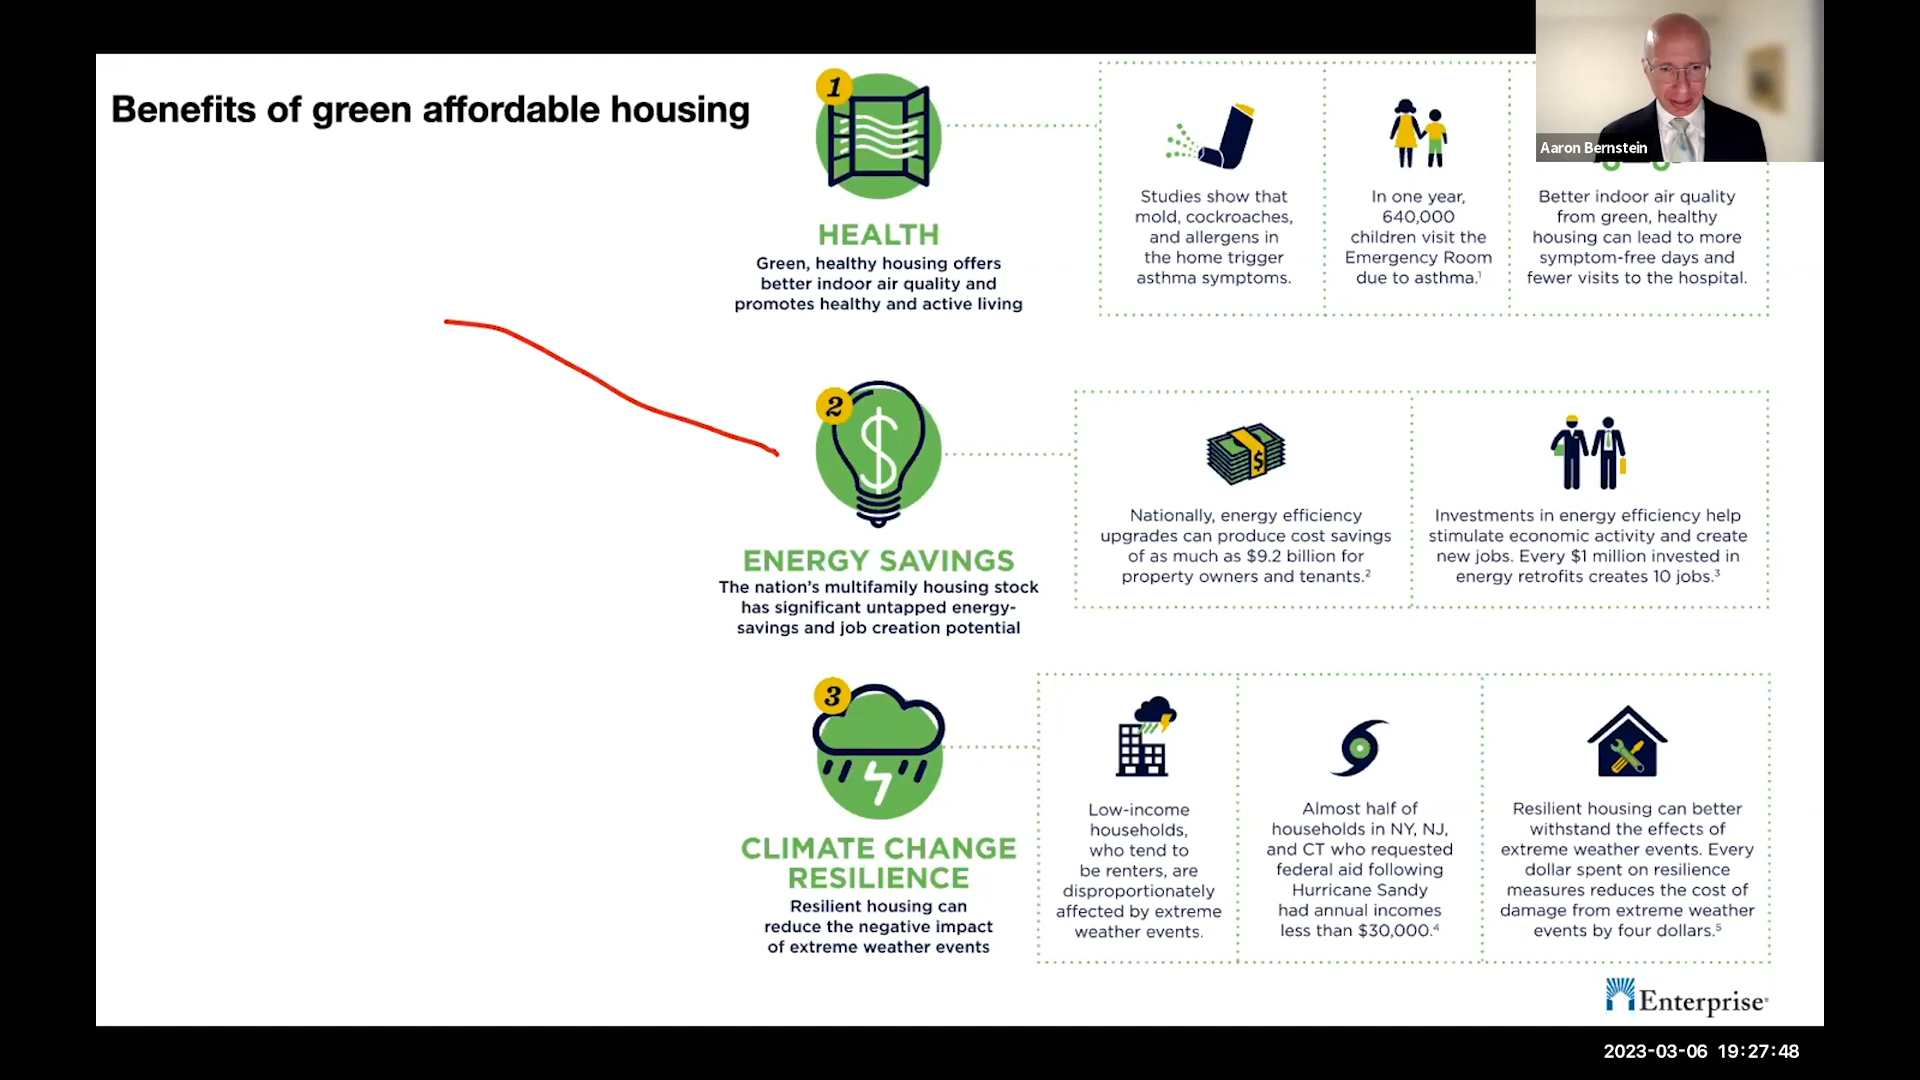 Benefits of green affordable housing
1
HEALTH
Green, healthy housing offers
better indoor air quality and
promotes healthy and active living
Studies show that
mold, cockroaches,
and allergens in
the home trigger
asthma symptoms.
In one year,
640,000
children visit the
Emergency Room
due to asthma.¹
Better indoor air quality
from green, healthy
housing can lead to more
symptom-free days and
fewer visits to the hospital.
Aaron Bernstein
2
$
ENERGY SAVINGS
The nation's multifamily housing stock
has significant untapped energy-
savings and job creation potential
$
Nationally, energy efficiency
upgrades can produce cost savings
of as much as $9.2 billion for
property owners and tenants.²
Investments in energy efficiency help
stimulate economic activity and create
new jobs. Every $1 million invested in
energy retrofits creates 10 jobs.³
3
CLIMATE CHANGE
RESILIENCE
Resilient housing can
reduce the negative impact
of extreme weather events
Low-income
households,
who tend to
be renters, are
disproportionately
affected by extreme
weather events.
Almost half of
households in NY, NJ,
and CT who requested
federal aid following
Hurricane Sandy
had annual incomes
less than $30,000.⁴
Resilient housing can better
withstand the effects of
extreme weather events. Every
dollar spent on resilience
measures reduces the cost of
damage from extreme weather
events by four dollars.⁵
Enterprise®
2023-03-06 19:27:48